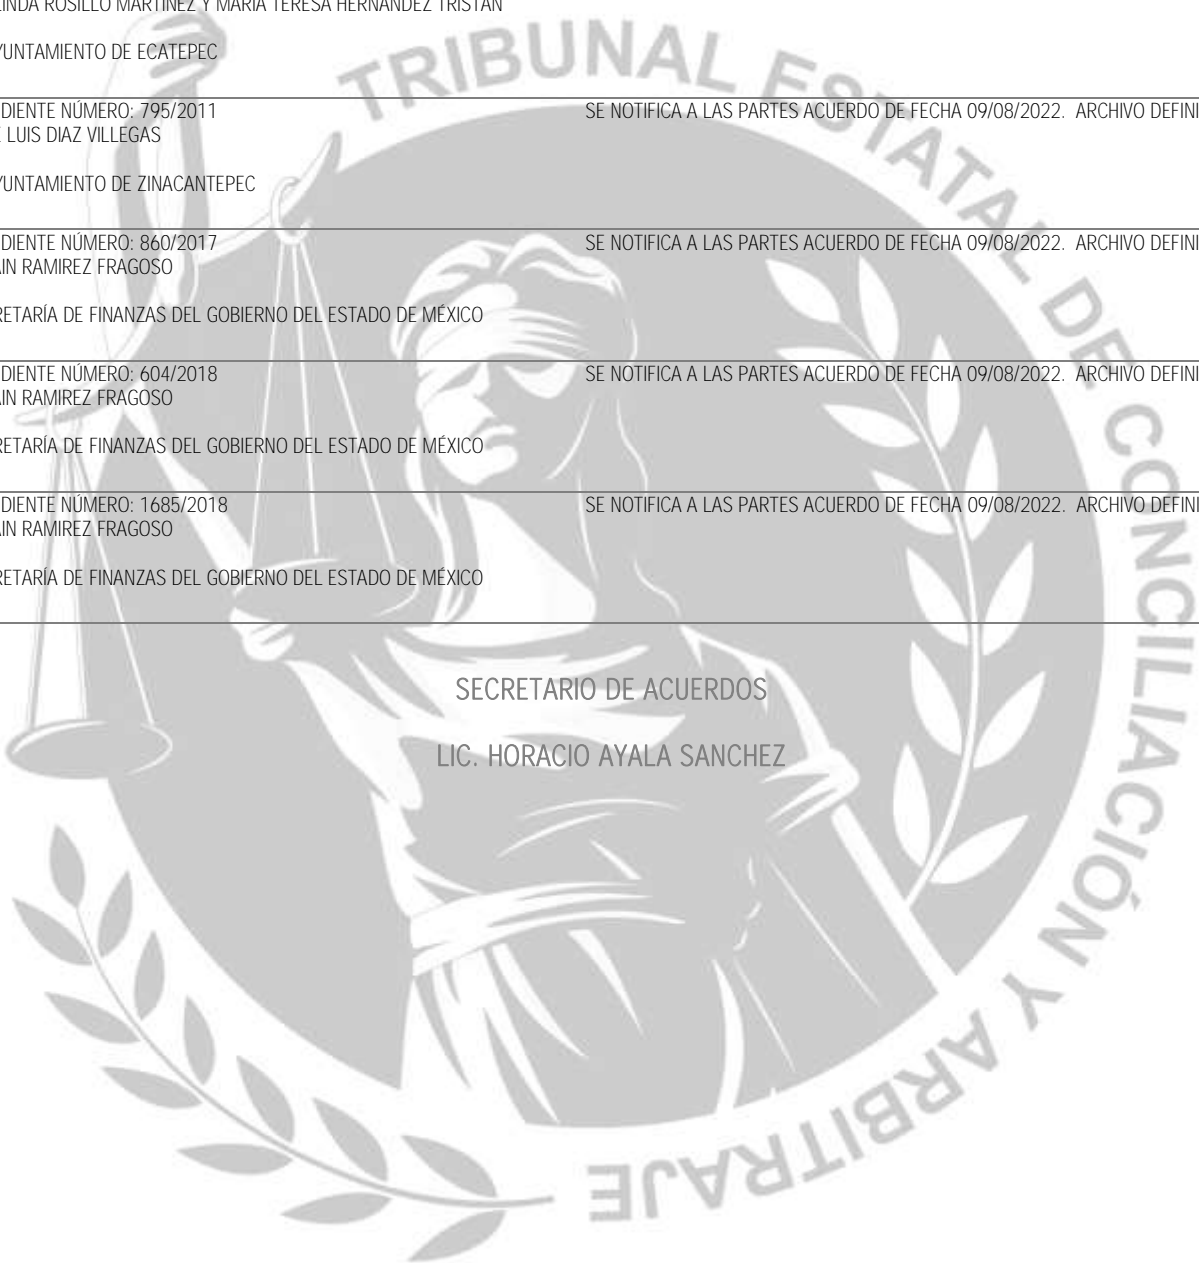 LINDA ROSILLO MARTINEZ Y MARIA TERESA HERNANDEZ TRISTAN
YUNTAMIENTO DE ECATEPEC
DIENTE NÚMERO: 795/2011 SE NOTIFICA A LAS PARTES ACUERDO DE FECHA 09/08/2022. ARCHIVO DEFINI
E LUIS DIAZ VILLEGAS
YUNTAMIENTO DE ZINACANTEPEC
DIENTE NÚMERO: 860/2017 SE NOTIFICA A LAS PARTES ACUERDO DE FECHA 09/08/2022. ARCHIVO DEFINI
AIN RAMIREZ FRAGOSO
RETARÍA DE FINANZAS DEL GOBIERNO DEL ESTADO DE MÉXICO
DIENTE NÚMERO: 604/2018 SE NOTIFICA A LAS PARTES ACUERDO DE FECHA 09/08/2022. ARCHIVO DEFINI
AIN RAMIREZ FRAGOSO
RETARÍA DE FINANZAS DEL GOBIERNO DEL ESTADO DE MÉXICO
DIENTE NÚMERO: 1685/2018 SE NOTIFICA A LAS PARTES ACUERDO DE FECHA 09/08/2022. ARCHIVO DEFINI
AIN RAMIREZ FRAGOSO
RETARÍA DE FINANZAS DEL GOBIERNO DEL ESTADO DE MÉXICO
SECRETARIO DE ACUERDOS
LIC. HORACIO AYALA SANCHEZ
TRIBUNAL ESTATAL DE CONCILIACIÓN Y ARBITRAJE